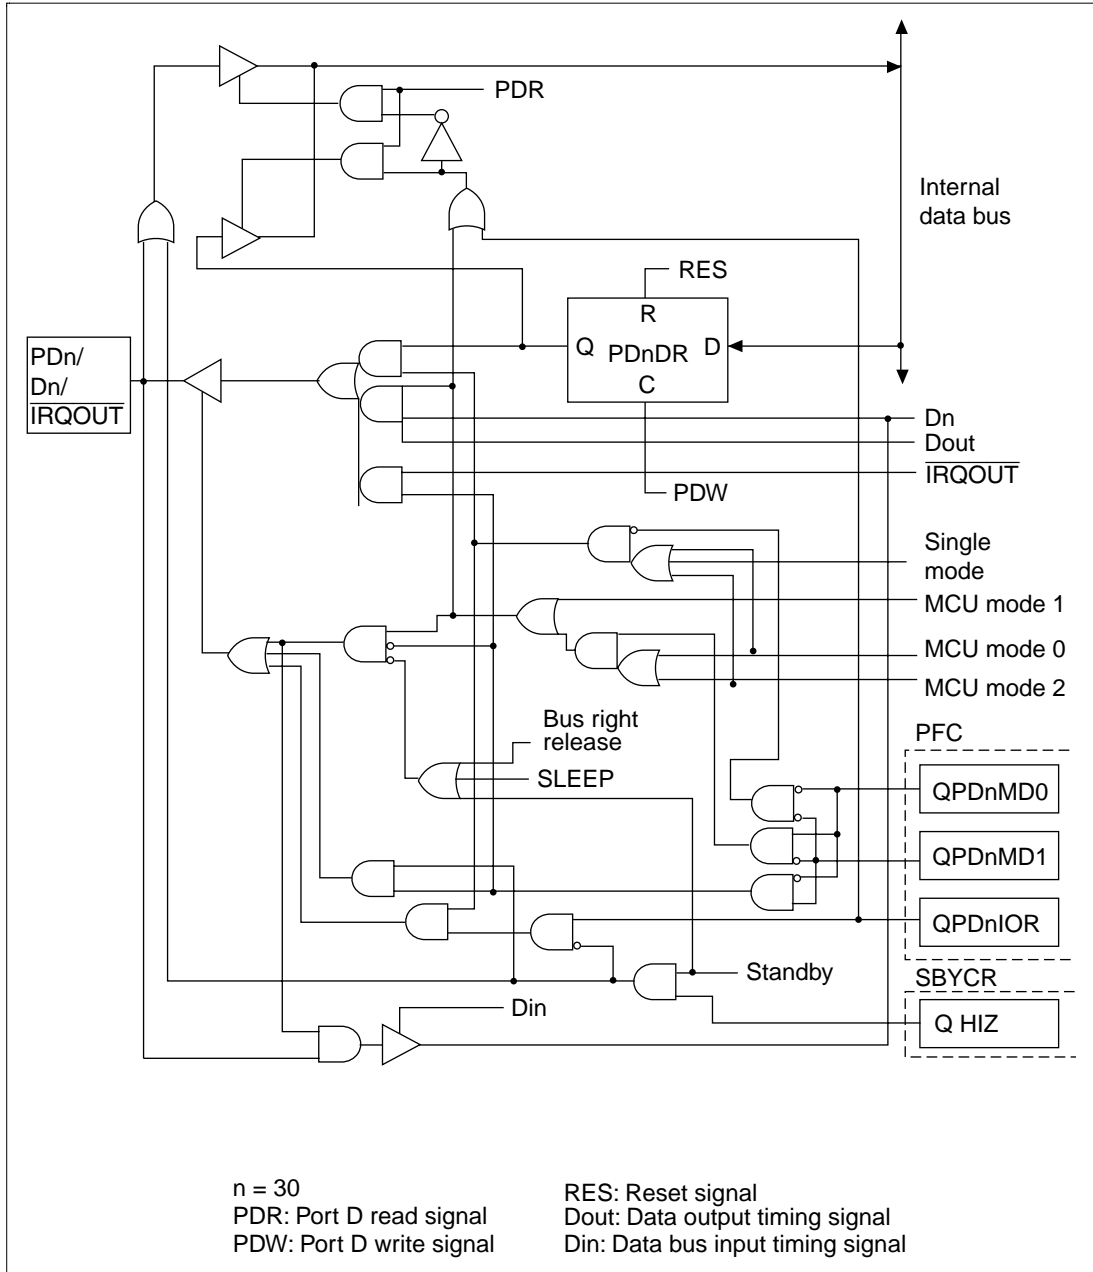 PDR
Internal
data bus
RES
R
Q PDnDR D
C
PDn/
Dn/
IRQOUT
Dn
Dout
IRQOUT
PDW
Single
mode
MCU mode 1
MCU mode 0
MCU mode 2
Bus right
release
SLEEP
PFC
QPDnMD0
QPDnMD1
QPDnIOR
Standby
SBYCR
Q HIZ
Din
n = 30
PDR: Port D read signal
PDW: Port D write signal
RES: Reset signal
Dout: Data output timing signal
Din: Data bus input timing signal